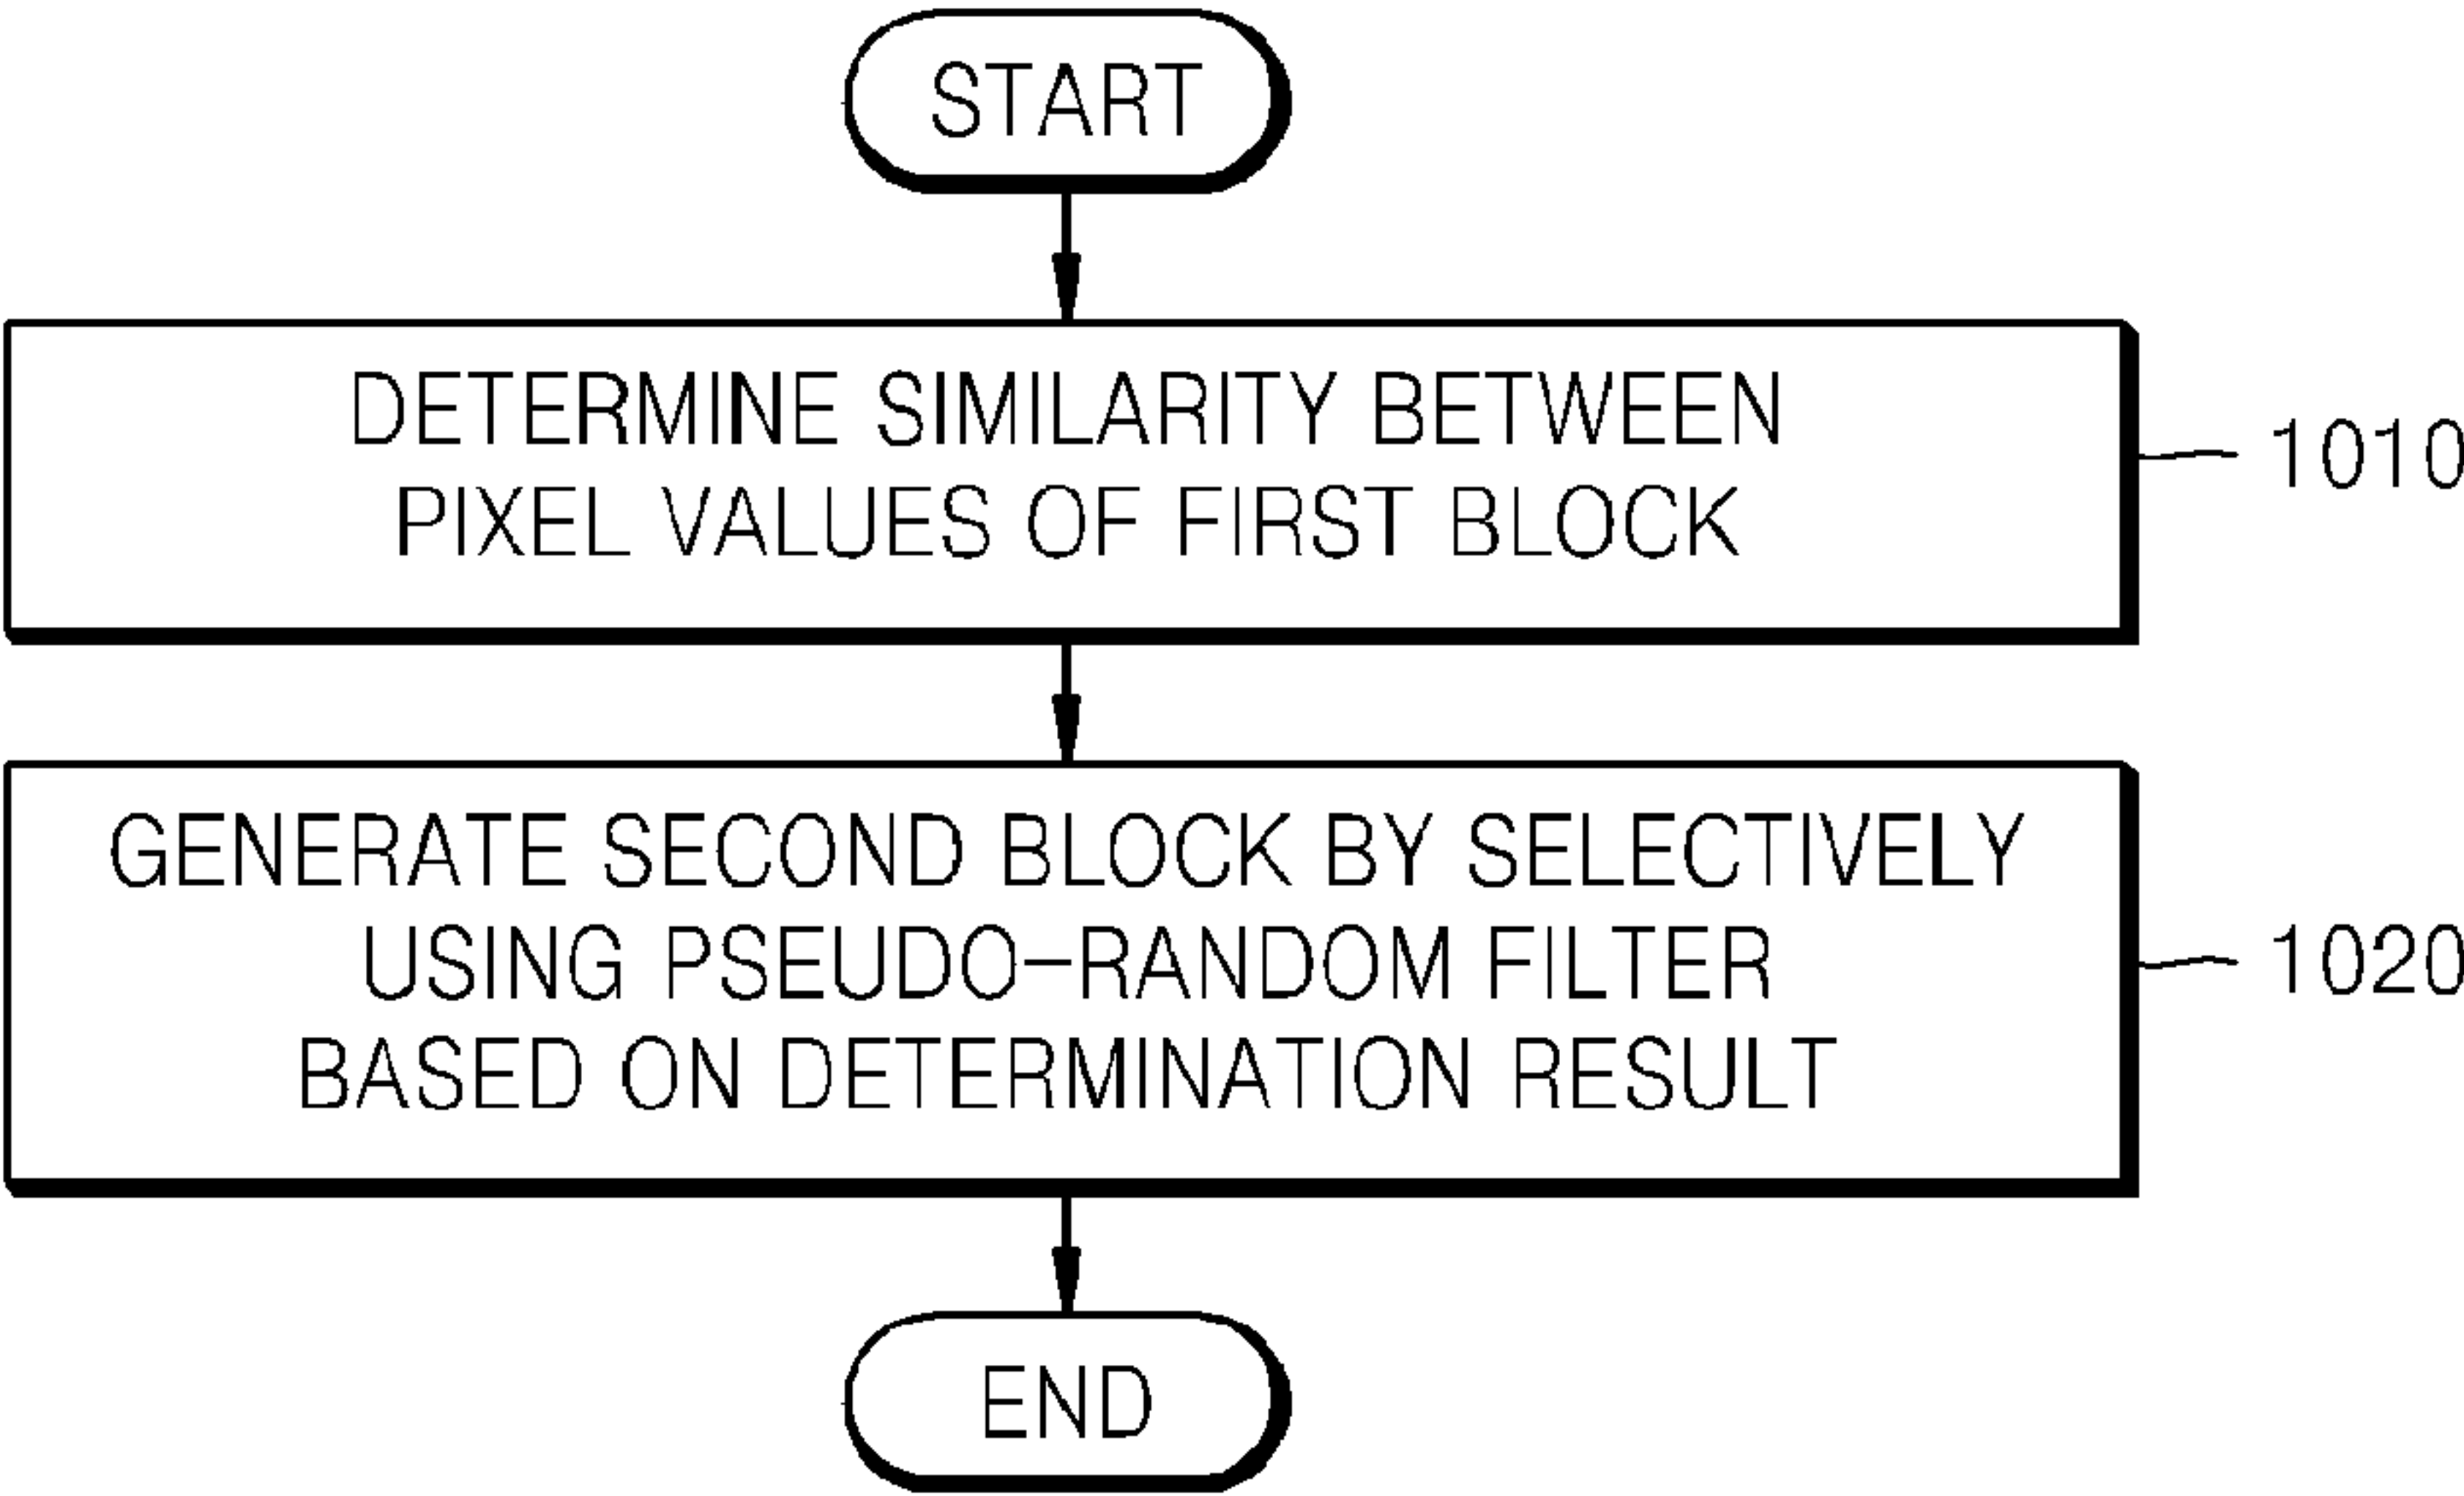 START
DETERMINE SIMILARITY BETWEEN
PIXEL VALUES OF FIRST BLOCK
1010
GENERATE SECOND BLOCK BY SELECTIVELY
USING PSEUDO-RANDOM FILTER
BASED ON DETERMINATION RESULT
1020
END